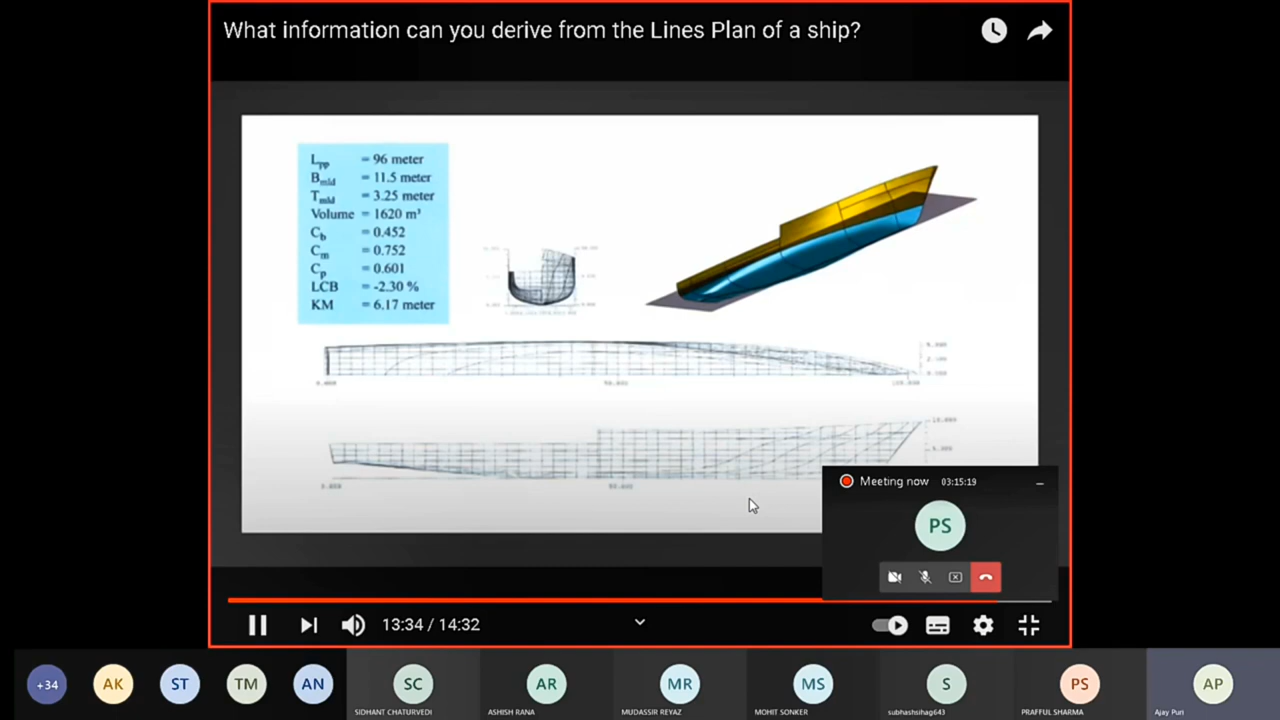 What information can you derive from the Lines Plan of a ship?
Lpp = 96 meter
Bmld = 11.5 meter
Tmld = 3.25 meter
Volume = 1620 m³
Cb = 0.452
Cm = 0.752
Cp = 0.601
LCB = -2.30 %
KM = 6.17 meter
Meeting now 03:15:19
PS
13:34 / 14:32
+34
AK
ST
TM
AN
SC
AR
MR
MS
S
PS
AP
SIDHANT CHATURVEDI
ASHISH RANA
MUDASSIR REYAZ
MOHIT SONKER
subhashsihag643
PRAFFUL SHARMA
Ajay Puri